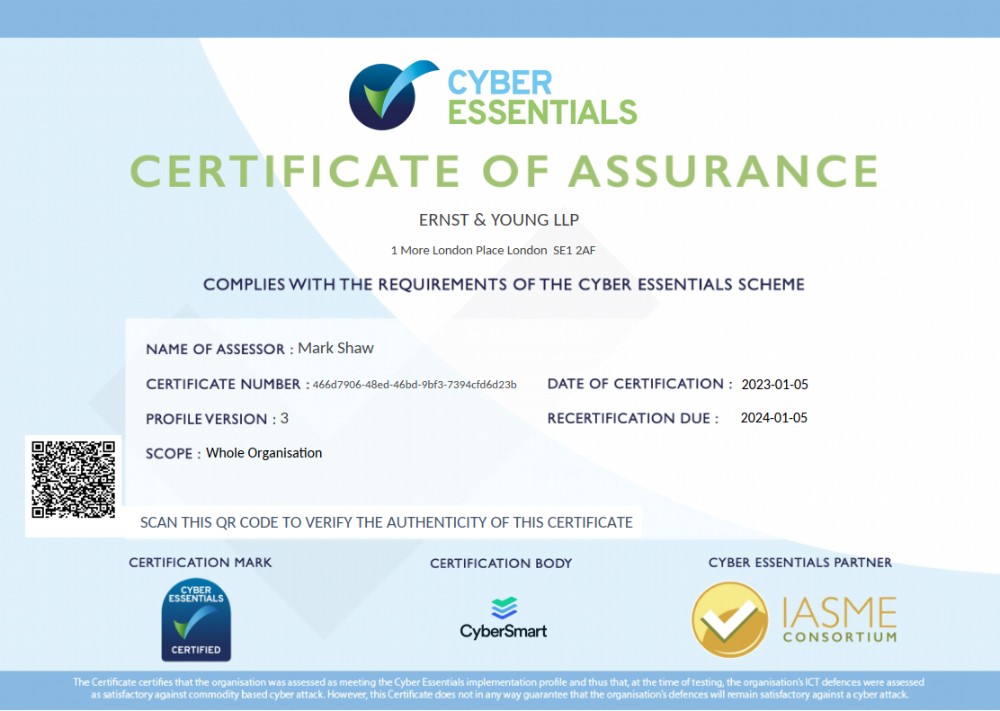 CYBER
ESSENTIALS
CERTIFICATE OF ASSURANCE
ERNST & YOUNG LLP
1 More London Place London SE1 2AF
COMPLIES WITH THE REQUIREMENTS OF THE CYBER ESSENTIALS SCHEME
NAME OF ASSESSOR : Mark Shaw
CERTIFICATE NUMBER : 466d7906-48ed-46bd-9bf3-7394cfd6d23b
DATE OF CERTIFICATION : 2023-01-05
PROFILE VERSION : 3
RECERTIFICATION DUE : 2024-01-05
SCOPE : Whole Organisation
SCAN THIS QR CODE TO VERIFY THE AUTHENTICITY OF THIS CERTIFICATE
CERTIFICATION MARK
CERTIFICATION BODY
CYBER ESSENTIALS PARTNER
CYBER
ESSENTIALS
CERTIFIED
CyberSmart
IASME
CONSORTIUM
The Certificate certifies that the organisation was assessed as meeting the Cyber Essentials implementation profile and thus that, at the time of testing, the organisation's ICT defences were assessed
as satisfactory against commodity based cyber attack. However, this Certificate does not in any way guarantee that the organisation's defences will remain satisfactory against a cyber attack.